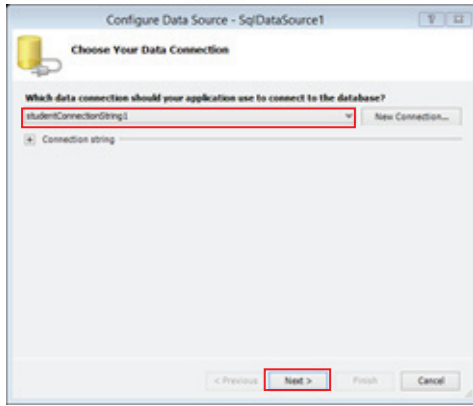 Configure Data Source - SqlDataSource1
Choose Your Data Connection
Which data connection should your application use to connect to the database?
studentConnectionString1
New Connection...
+ Connection string
< Previous
Next >
Finish
Cancel